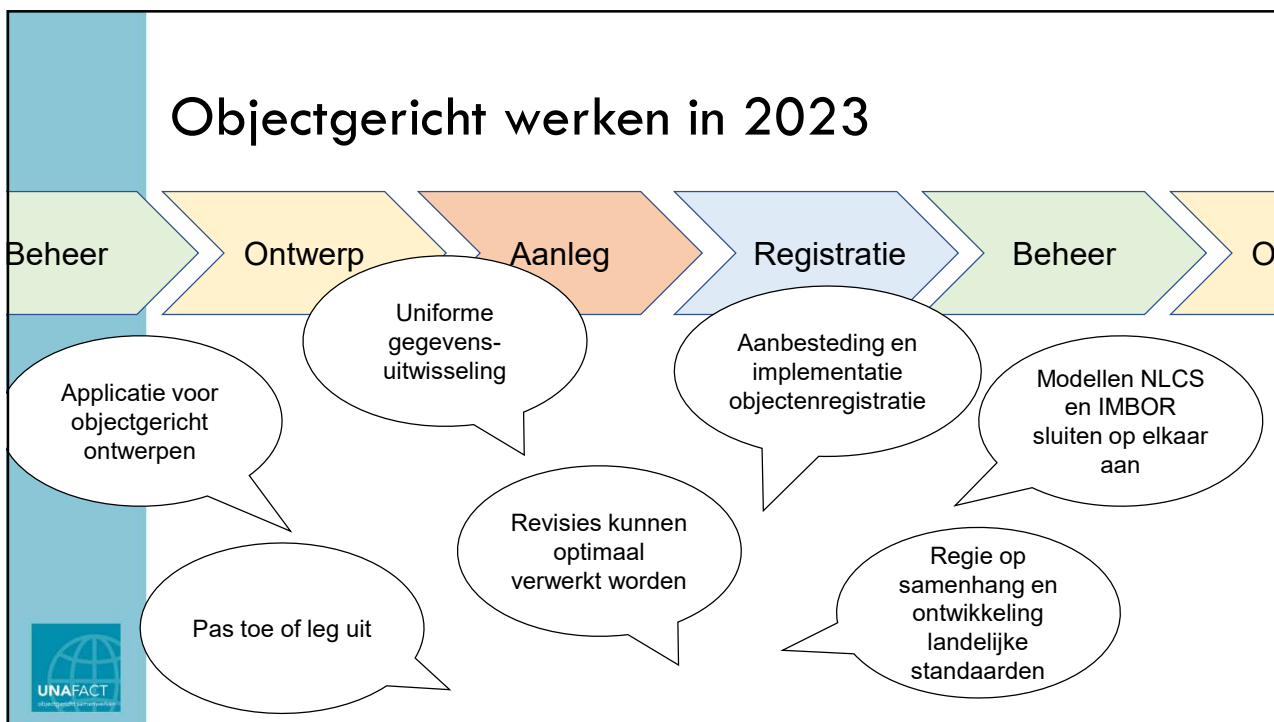 Objectgericht werken in 2023
Beheer
Ontwerp
Aanleg
Registratie
Beheer
O
Uniforme
gegevens-
uitwisseling
Aanbesteding en
implementatie
objectenregistratie
Modellen NLCS
en IMBOR
sluiten op elkaar
aan
Applicatie voor
objectgericht
ontwerpen
Revisies kunnen
optimaal
verwerkt worden
Regie op
samenhang en
ontwikkeling
landelijke
standaarden
Pas toe of leg uit
UNAFACT
objectgericht samenwerken